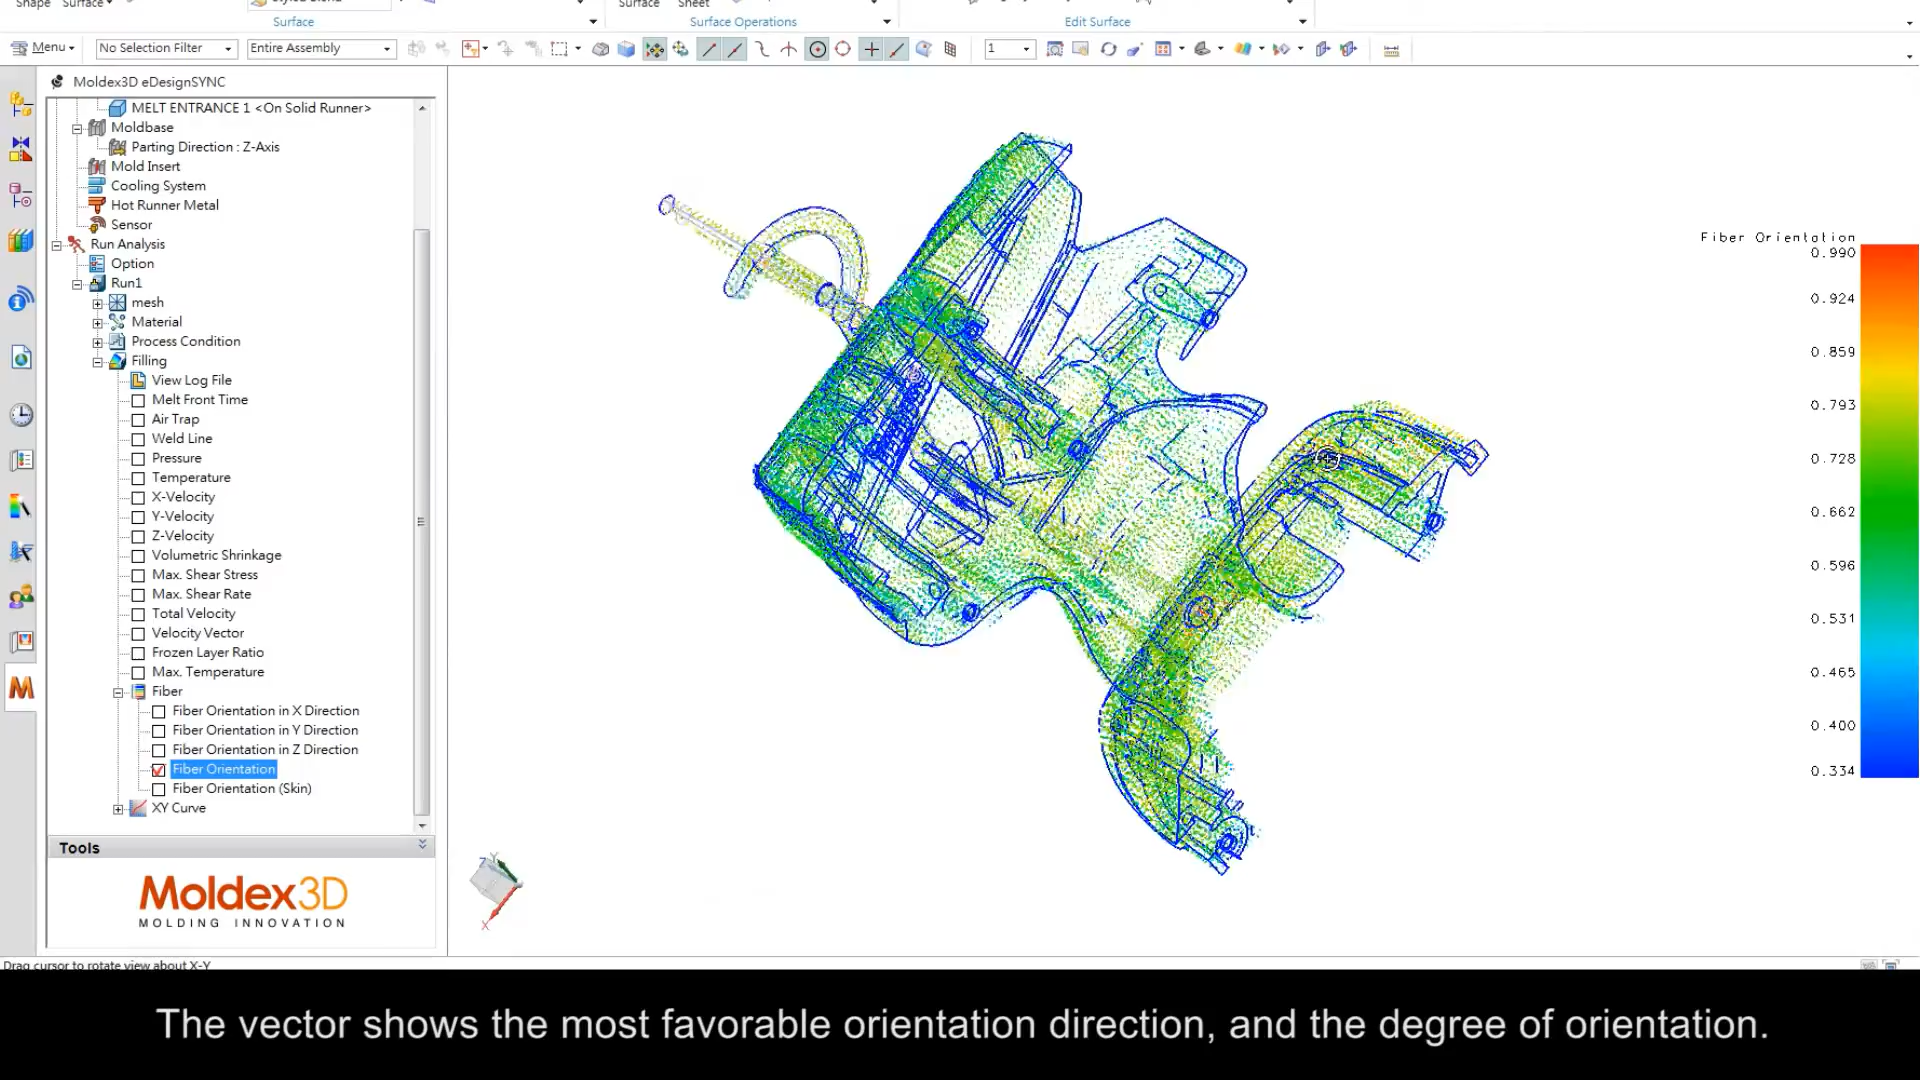 Shape
Surface
Surface
Sheet
Surface
Surface Operations
Edit Surface
Menu
No Selection Filter
Entire Assembly
1
Moldex3D eDesignSYNC
MELT ENTRANCE 1 <On Solid Runner>
Moldbase
Parting Direction : Z-Axis
Mold Insert
Cooling System
Hot Runner Metal
Sensor
Run Analysis
Option
Run1
mesh
Material
Process Condition
Filling
View Log File
Melt Front Time
Air Trap
Weld Line
Pressure
Temperature
X-Velocity
Y-Velocity
Z-Velocity
Volumetric Shrinkage
Max. Shear Stress
Max. Shear Rate
Total Velocity
Velocity Vector
Frozen Layer Ratio
Max. Temperature
Fiber
Fiber Orientation in X Direction
Fiber Orientation in Y Direction
Fiber Orientation in Z Direction
Fiber Orientation
Fiber Orientation (Skin)
XY Curve
Tools
Moldex3D
MOLDING INNOVATION
Drag cursor to rotate view about X-Y
Z
Y
X
Fiber Orientation
0.990
0.924
0.859
0.793
0.728
0.662
0.596
0.531
0.465
0.400
0.334
The vector shows the most favorable orientation direction, and the degree of orientation.